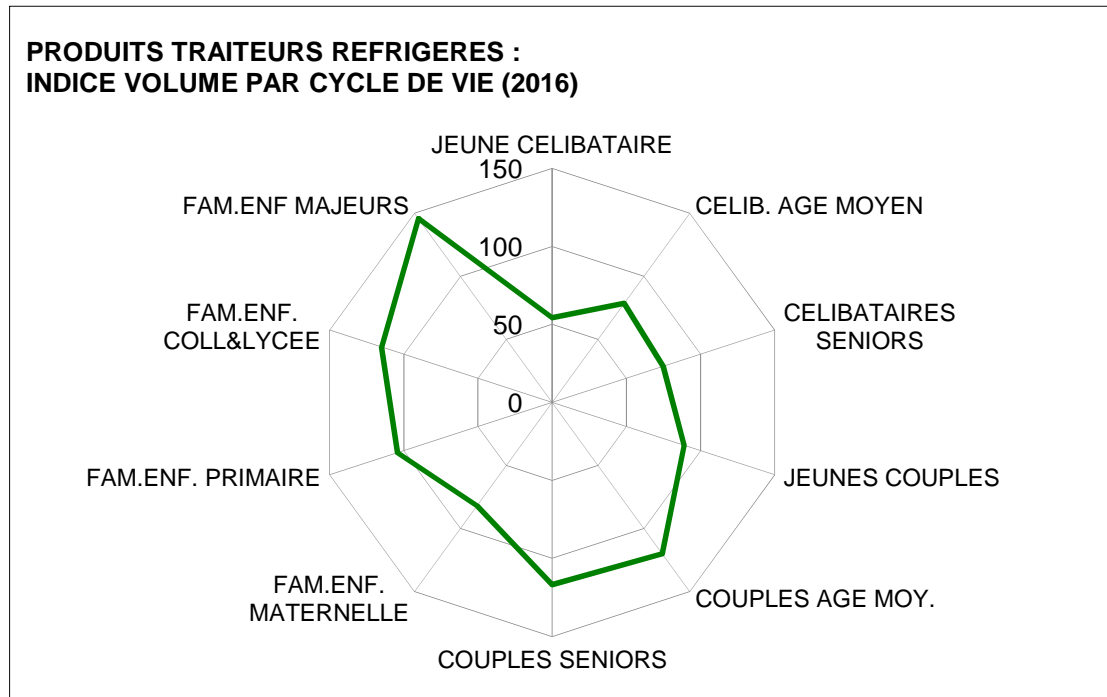 PRODUITS TRAITEURS REFRIGERES :
INDICE VOLUME PAR CYCLE DE VIE (2016)
JEUNE CELIBATAIRE
150
FAM.ENF MAJEURS
CELIB. AGE MOYEN
100
FAM.ENF.
COLL&LYCEE
50
CELIBATAIRES
SENIORS
0
FAM.ENF. PRIMAIRE
JEUNES COUPLES
FAM.ENF.
MATERNELLE
COUPLES AGE MOY.
COUPLES SENIORS